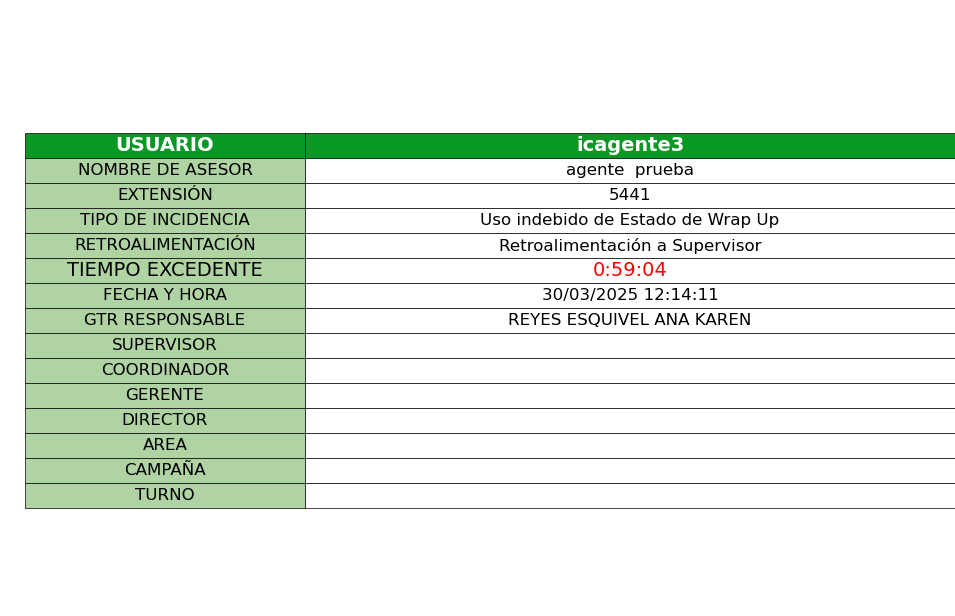 USUARIO icagente3
NOMBRE DE ASESOR agente  prueba
EXTENSIÓN 5441
TIPO DE INCIDENCIA Uso indebido de Estado de Wrap Up
RETROALIMENTACIÓN Retroalimentación a Supervisor
TIEMPO EXCEDENTE 0:59:04
FECHA Y HORA 30/03/2025 12:14:11
GTR RESPONSABLE REYES ESQUIVEL ANA KAREN
SUPERVISOR
COORDINADOR
GERENTE
DIRECTOR
AREA
CAMPAÑA
TURNO